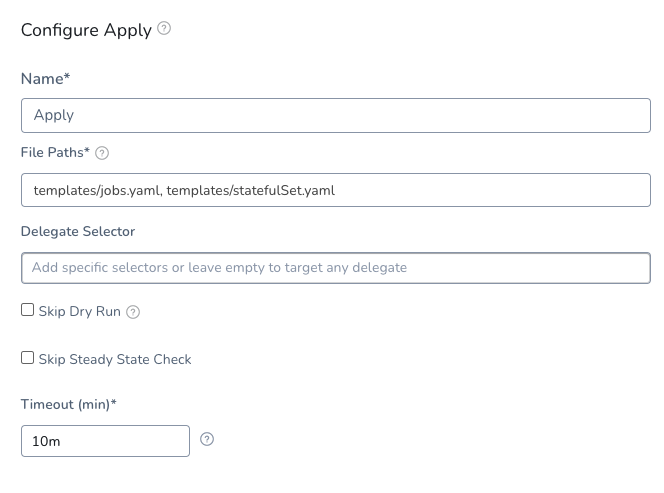 Configure Apply ?
Name*
Apply
File Paths* ?
templates/jobs.yaml, templates/statefulSet.yaml
Delegate Selector
Add specific selectors or leave empty to target any delegate
Skip Dry Run ?
Skip Steady State Check
Timeout (min)*
10m ?